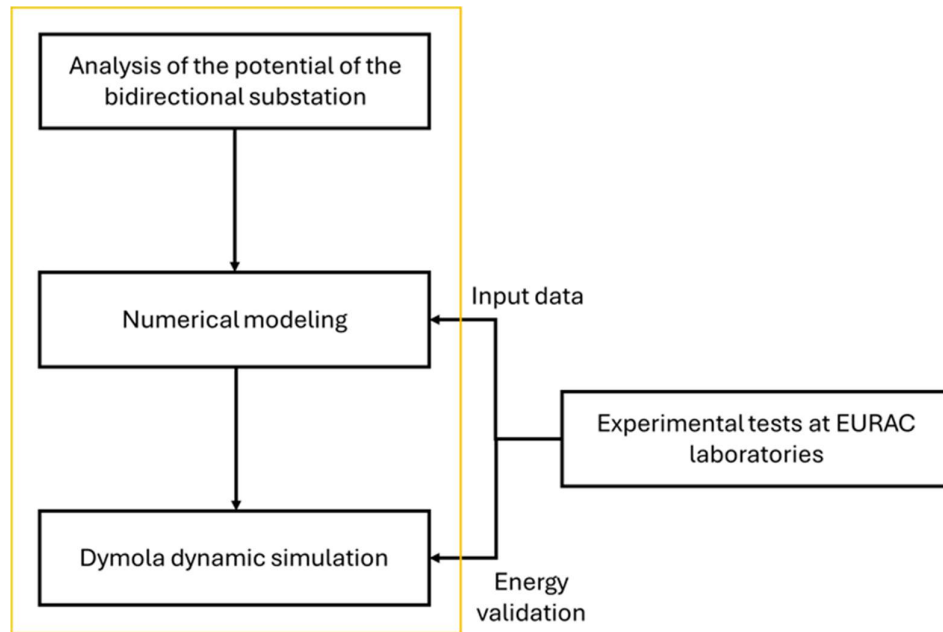 Analysis of the potential of the
bidirectional substation
Input data
Numerical modeling
Experimental tests at EURAC
laboratories
Dymola dynamic simulation
Energy
validation